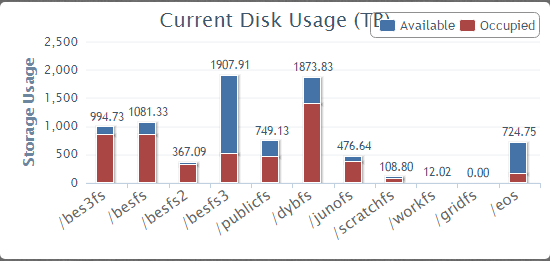 Current Disk Usage (TB)
Available Occupied
Storage Usage
2,500
2,000
1,500
1,000
500
0
994.73
1081.33
367.09
1907.91
749.13
1873.83
476.64
108.80
12.02
0.00
724.75
/bes3fs
/besfs
/besfs2
/besfs3
/publicfs
/dybfs
/junofs
/scratchfs
/workfs
/gridfs
/eos